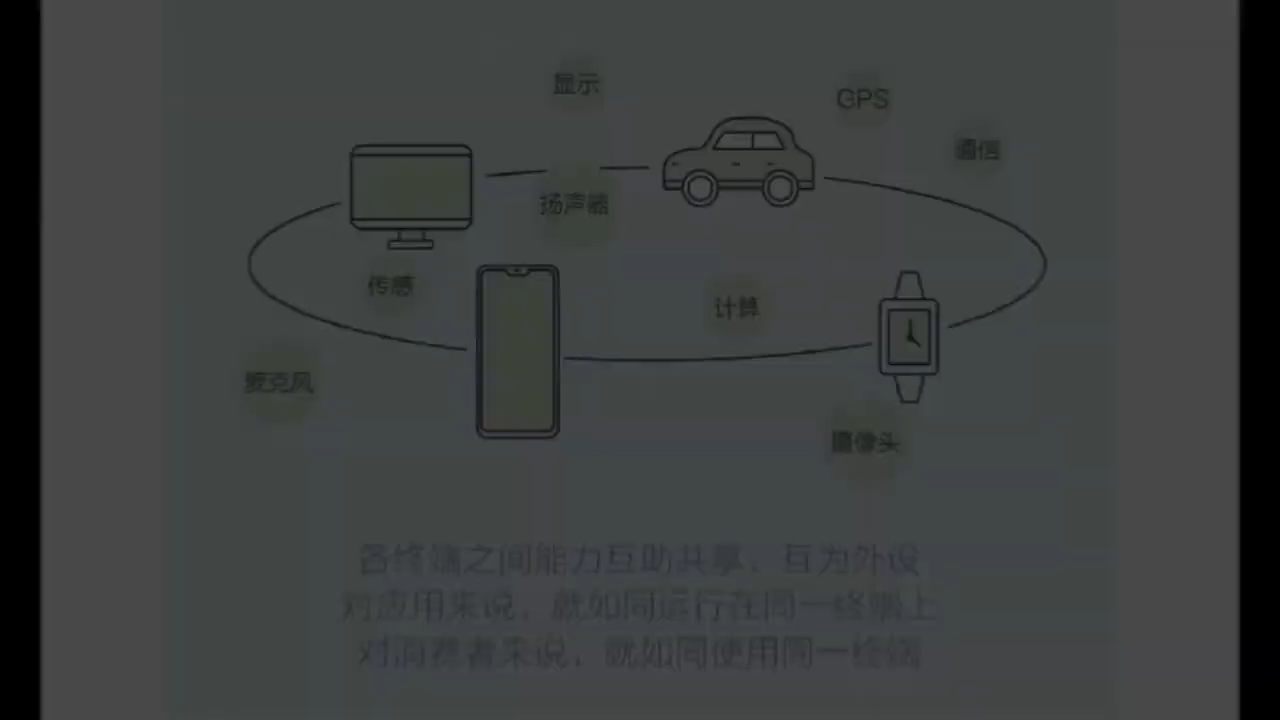 显示
GPS
通信
扬声器
传感
计算
麦克风
摄像头
各终端之间能力互助共享、互为外设
对应用来说，就如同运行在同一终端上
对消费者来说，就如同使用同一终端